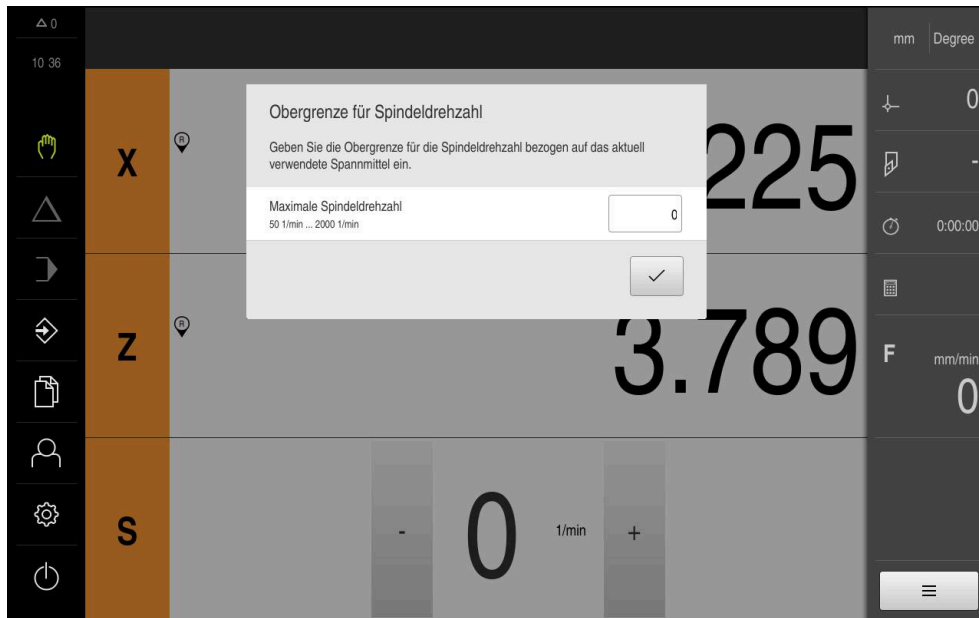 0
10 36
mm Degree
0
X R 225
Obergrenze für Spindeldrehzahl
Geben Sie die Obergrenze für die Spindeldrehzahl bezogen auf das aktuell
verwendete Spannmittel ein.
Maximale Spindeldrehzahl
50 1/min ... 2000 1/min
0
-
0:00:00
Z R 3.789
F mm/min
0
S - 0 1/min +